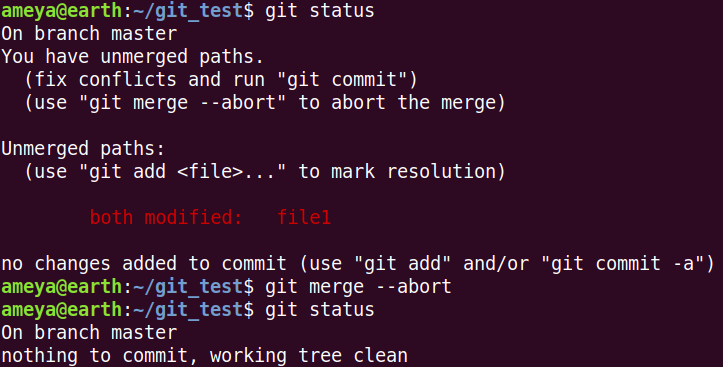 ameya@earth:~/git_test$ git status
On branch master
You have unmerged paths.
  (fix conflicts and run "git commit")
  (use "git merge --abort" to abort the merge)

Unmerged paths:
  (use "git add <file>..." to mark resolution)

        both modified:   file1

no changes added to commit (use "git add" and/or "git commit -a")
ameya@earth:~/git_test$ git merge --abort
ameya@earth:~/git_test$ git status
On branch master
nothing to commit, working tree clean